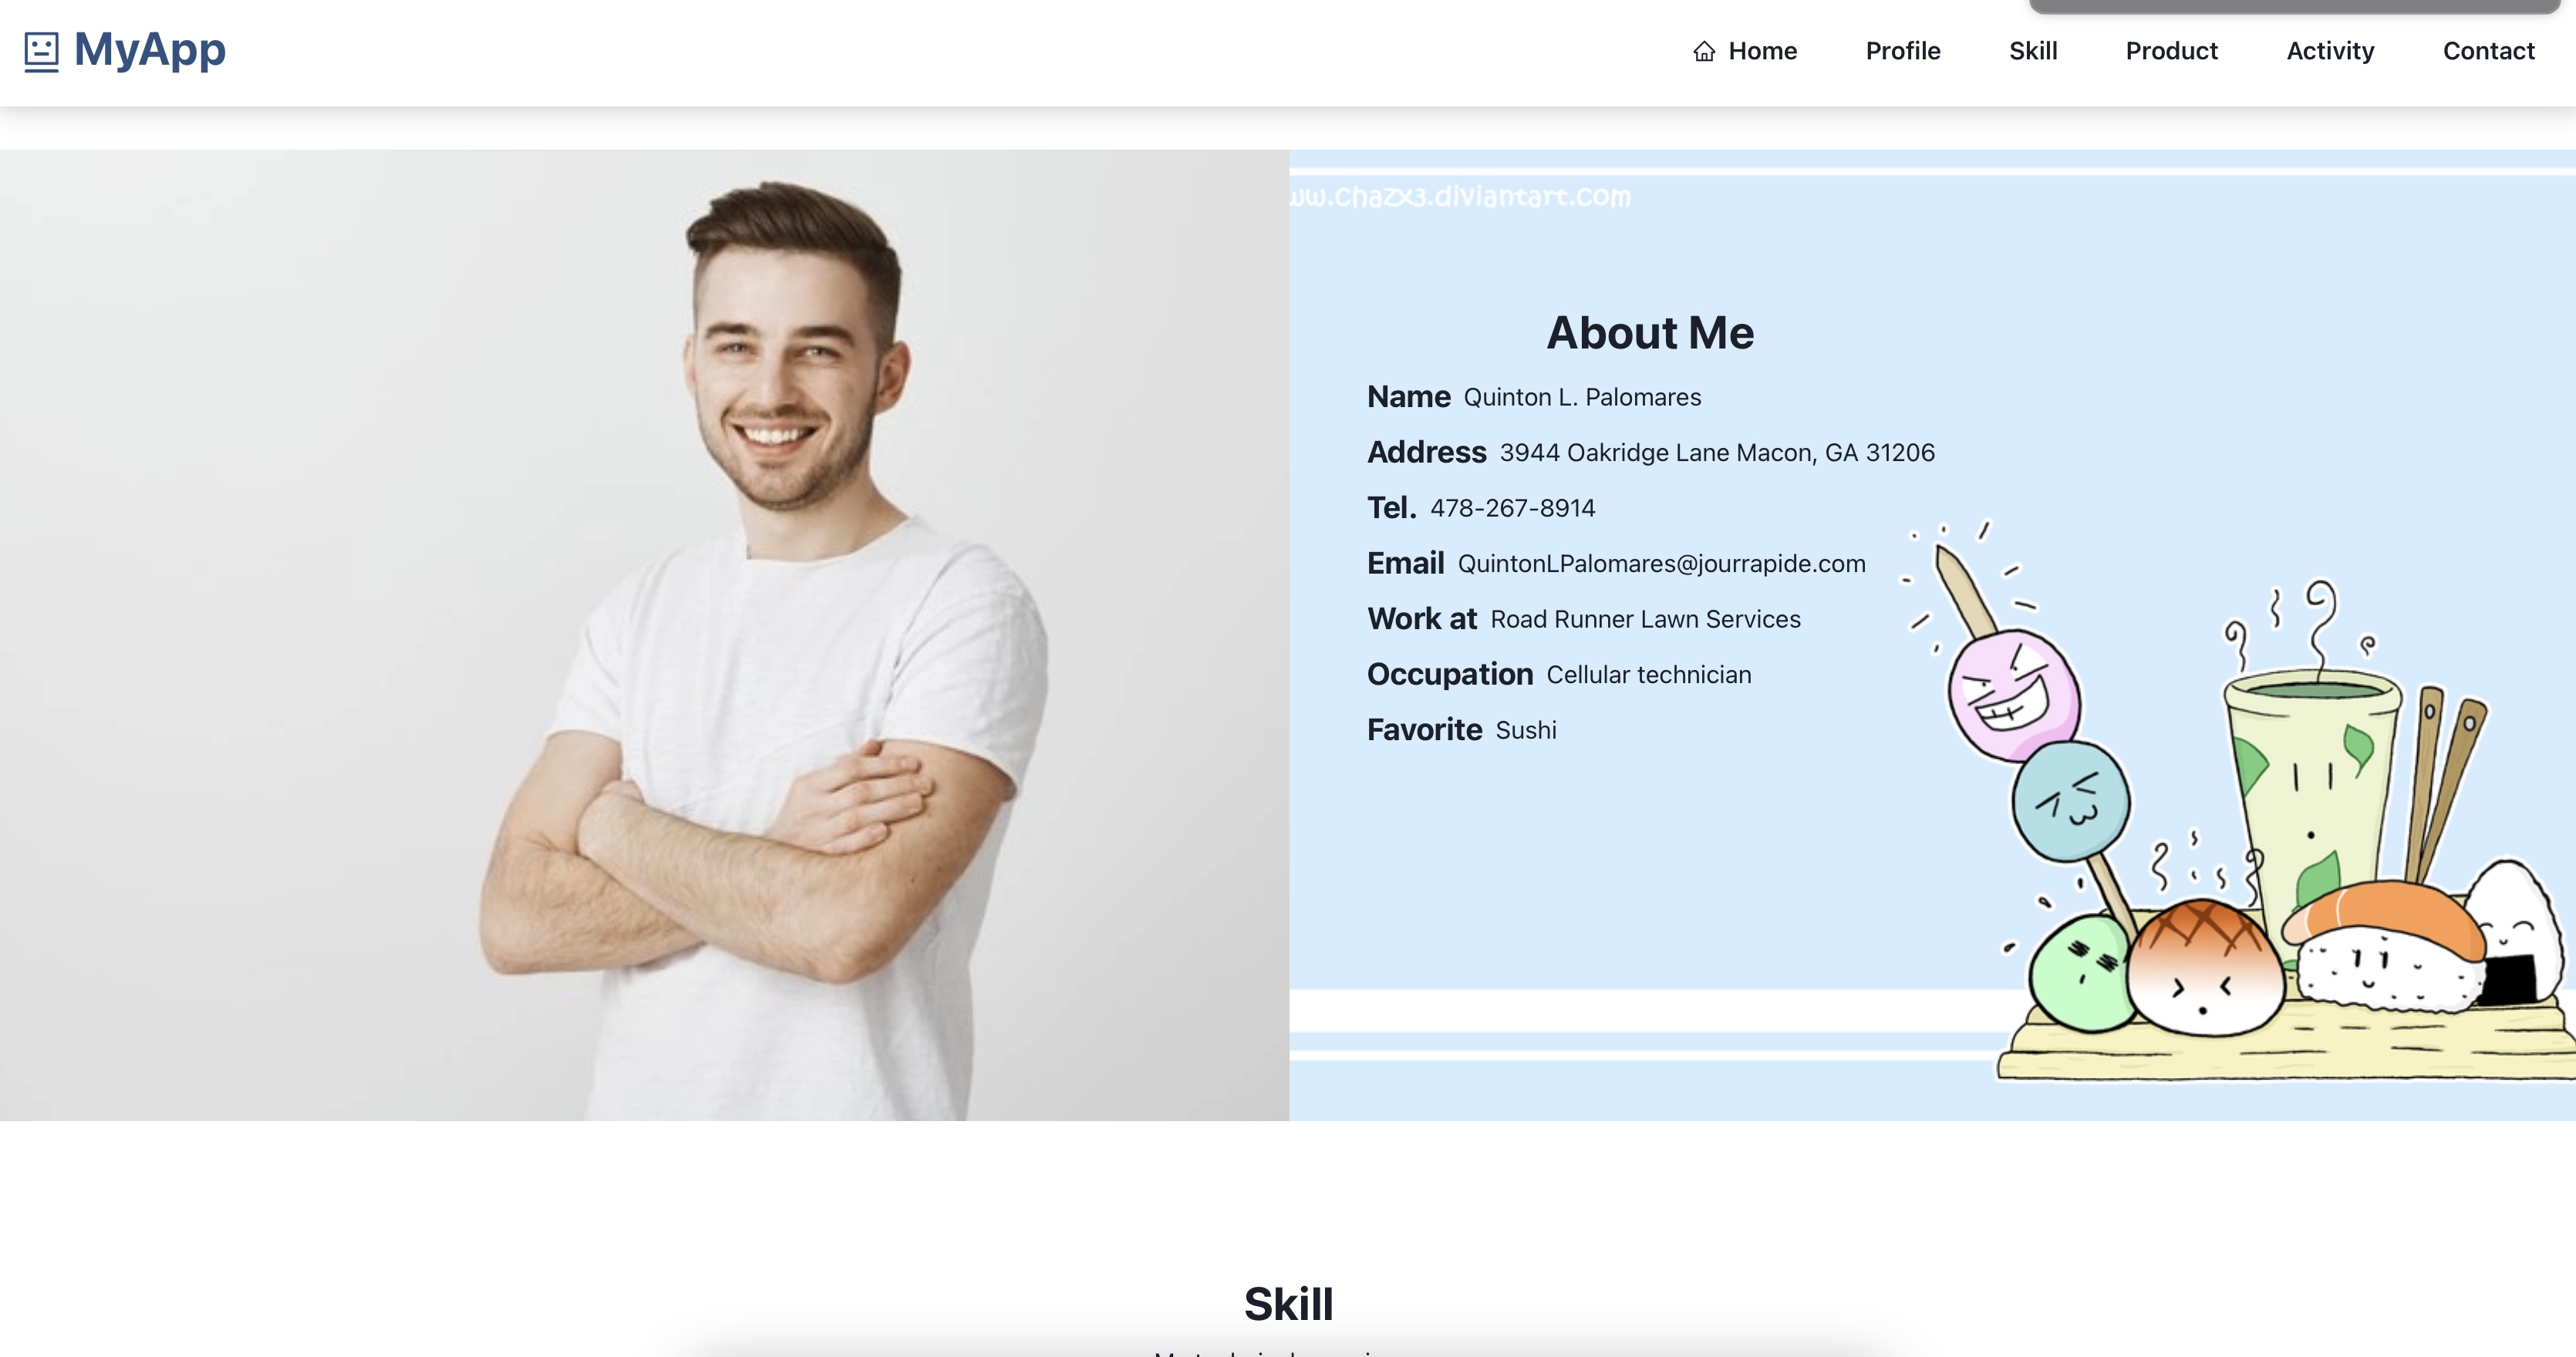 MyApp
Home Profile Skill Product Activity Contact
ww.chazx3.diviantart.com
About Me
Name Quinton L. Palomares
Address 3944 Oakridge Lane Macon, GA 31206
Tel. 478-267-8914
Email QuintonLPalomares@jourrapide.com
Work at Road Runner Lawn Services
Occupation Cellular technician
Favorite Sushi
Skill